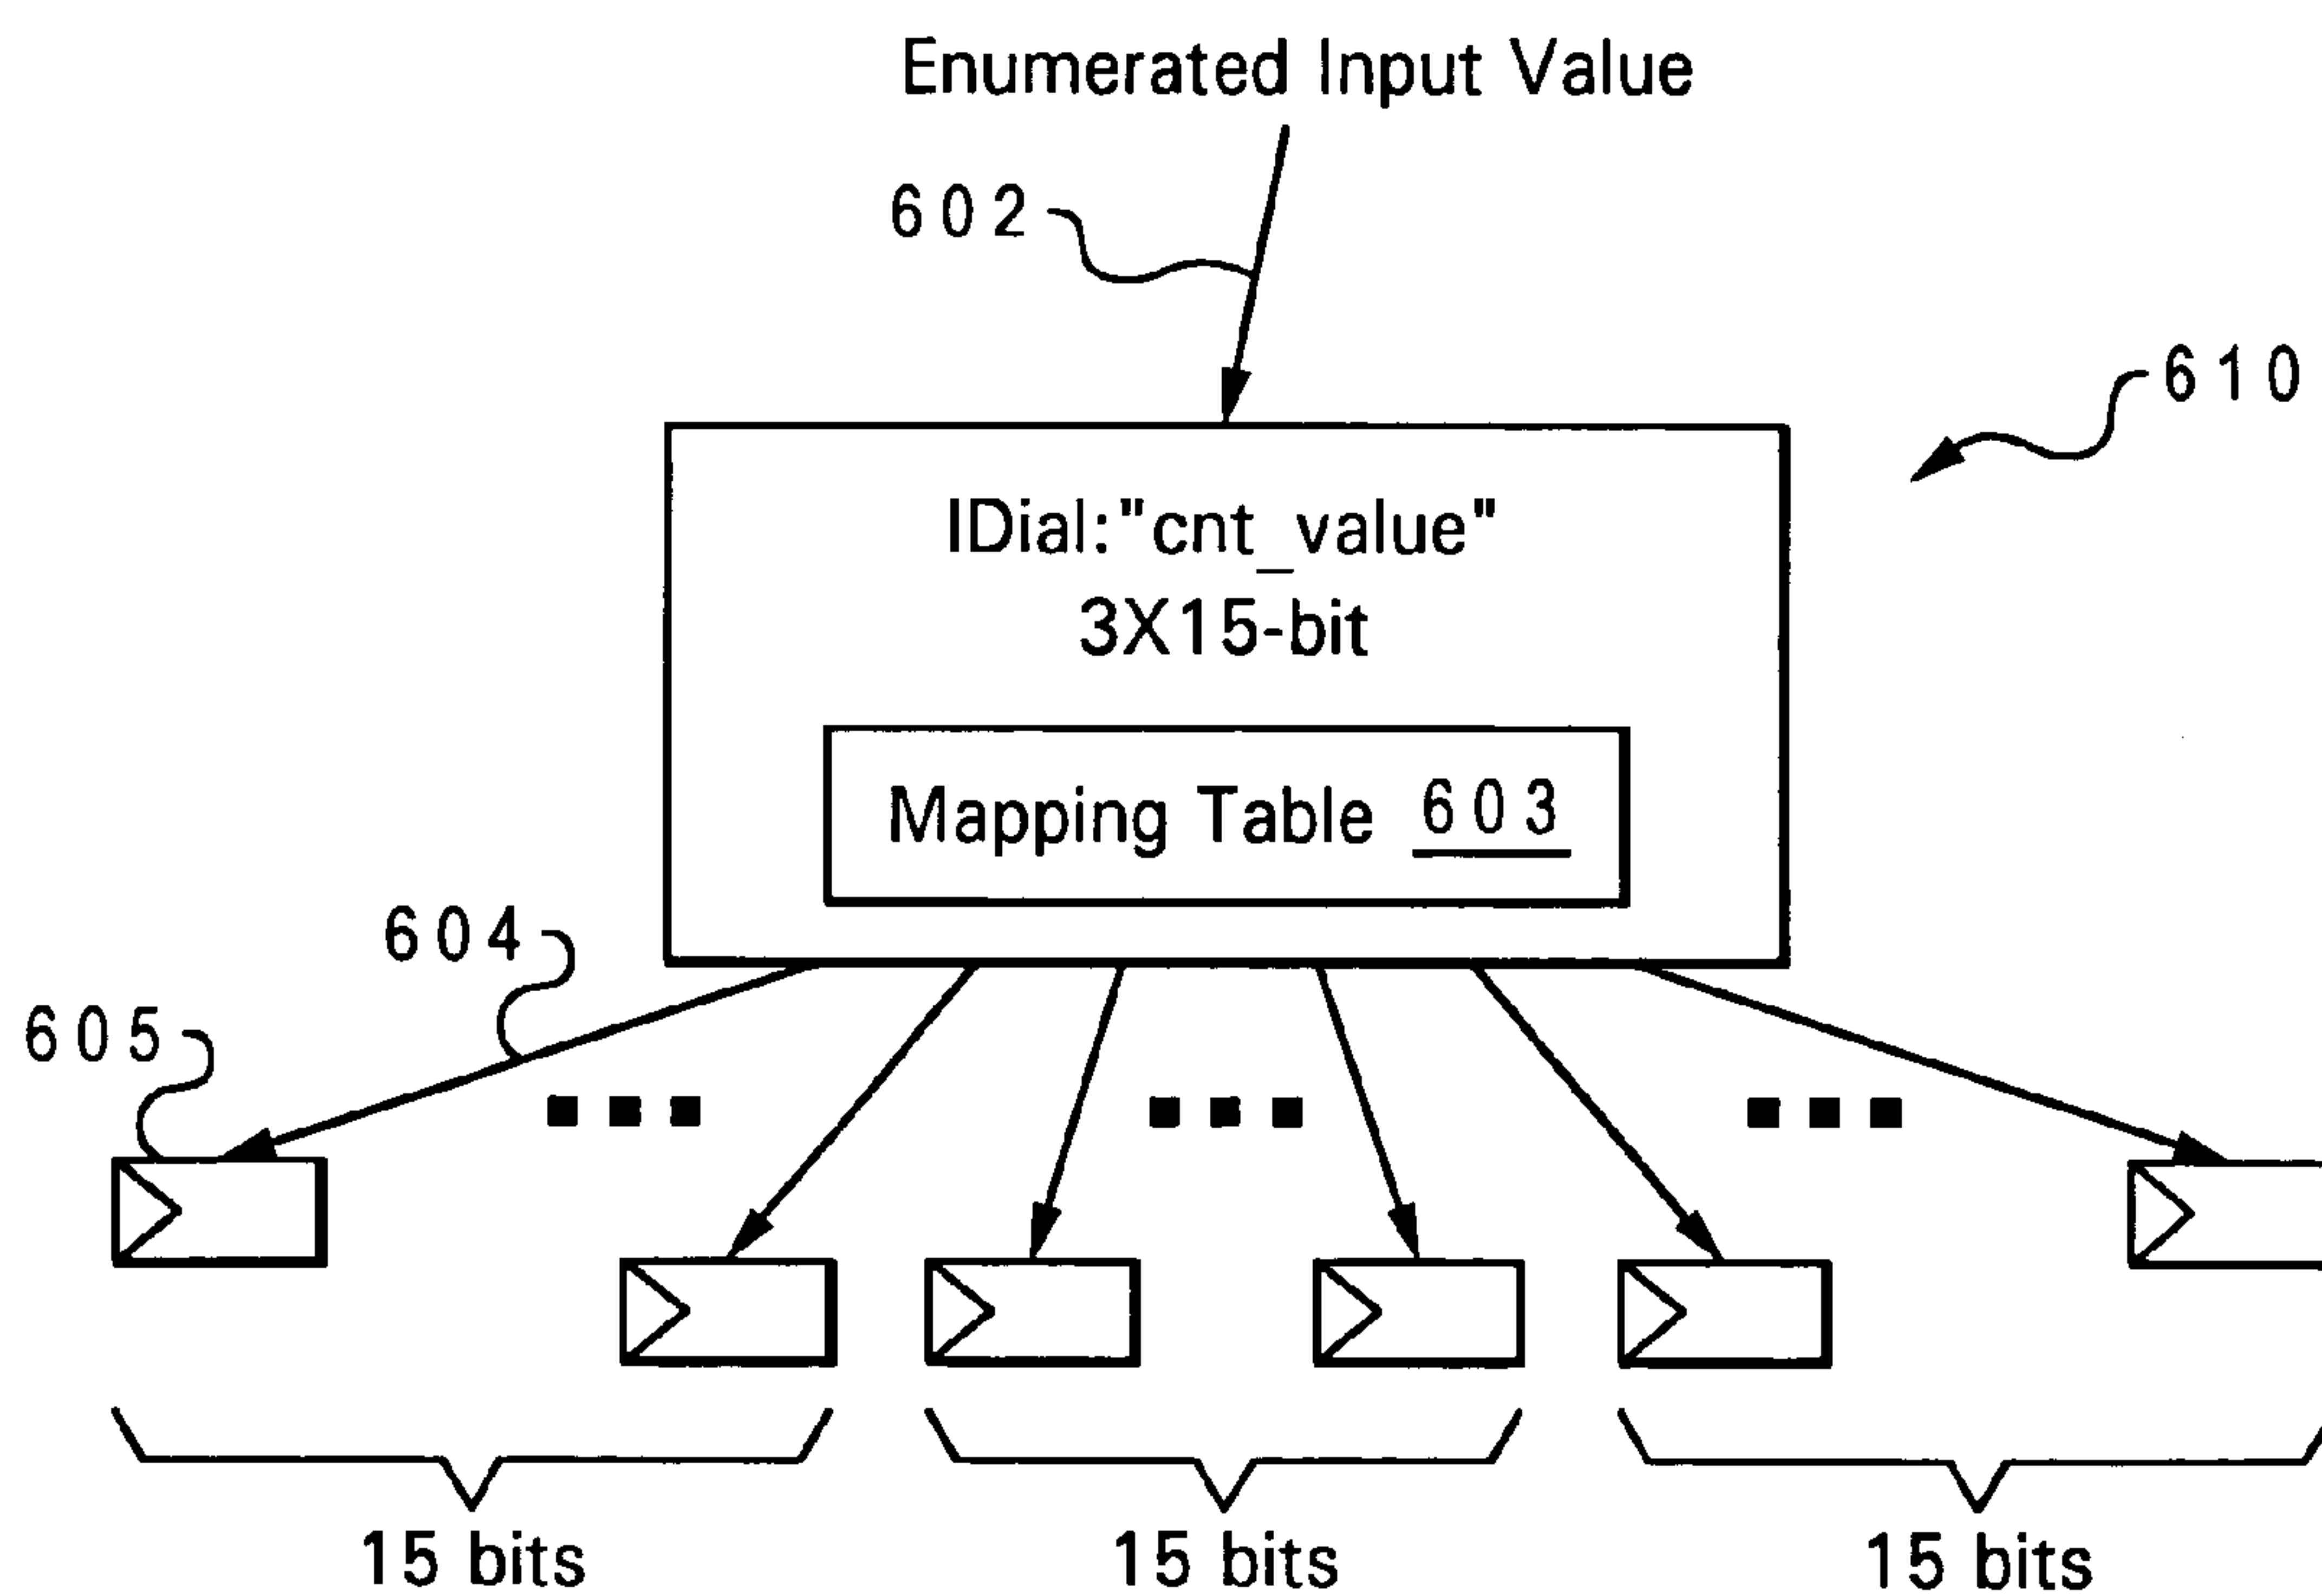 Enumerated Input Value
602
610
IDial:"cnt_value"
3X15-bit
Mapping Table 603
604
605
15 bits 15 bits 15 bits